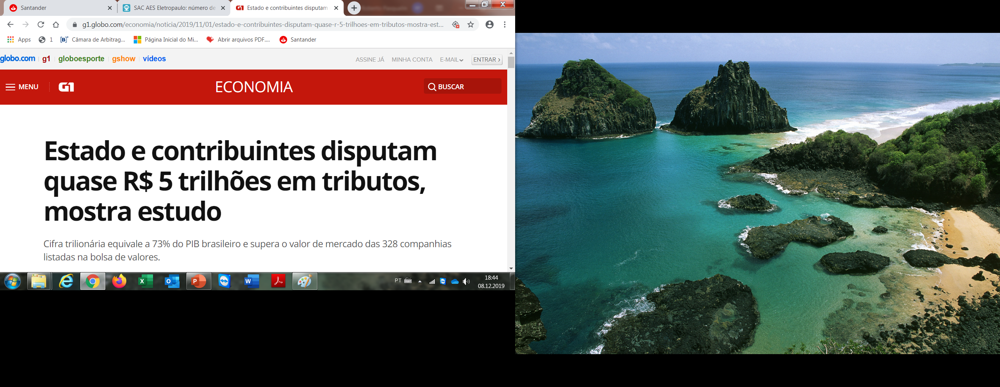 Santander
SAC AES Eletropaulo: número de
Estado e contribuintes disputam
g1.globo.com/economia/noticia/2019/11/01/estado-e-contribuintes-disputam-quase-r-5-trilhoes-em-tributos-mostra-est...
Apps
1
Câmara de Arbitrag...
Página Inicial do Mi...
Abrir arquivos PDF....
Santander
globo.com g1 globoesporte gshow vídeos
ASSINE JÁ MINHA CONTA E-MAIL ENTRAR ›
MENU G1 ECONOMIA BUSCAR
Estado e contribuintes disputam
quase R$ 5 trilhões em tributos,
mostra estudo
Cifra trilionária equivale a 73% do PIB brasileiro e supera o valor de mercado das 328 companhias
listadas na bolsa de valores.
PT
18:44
08.12.2019